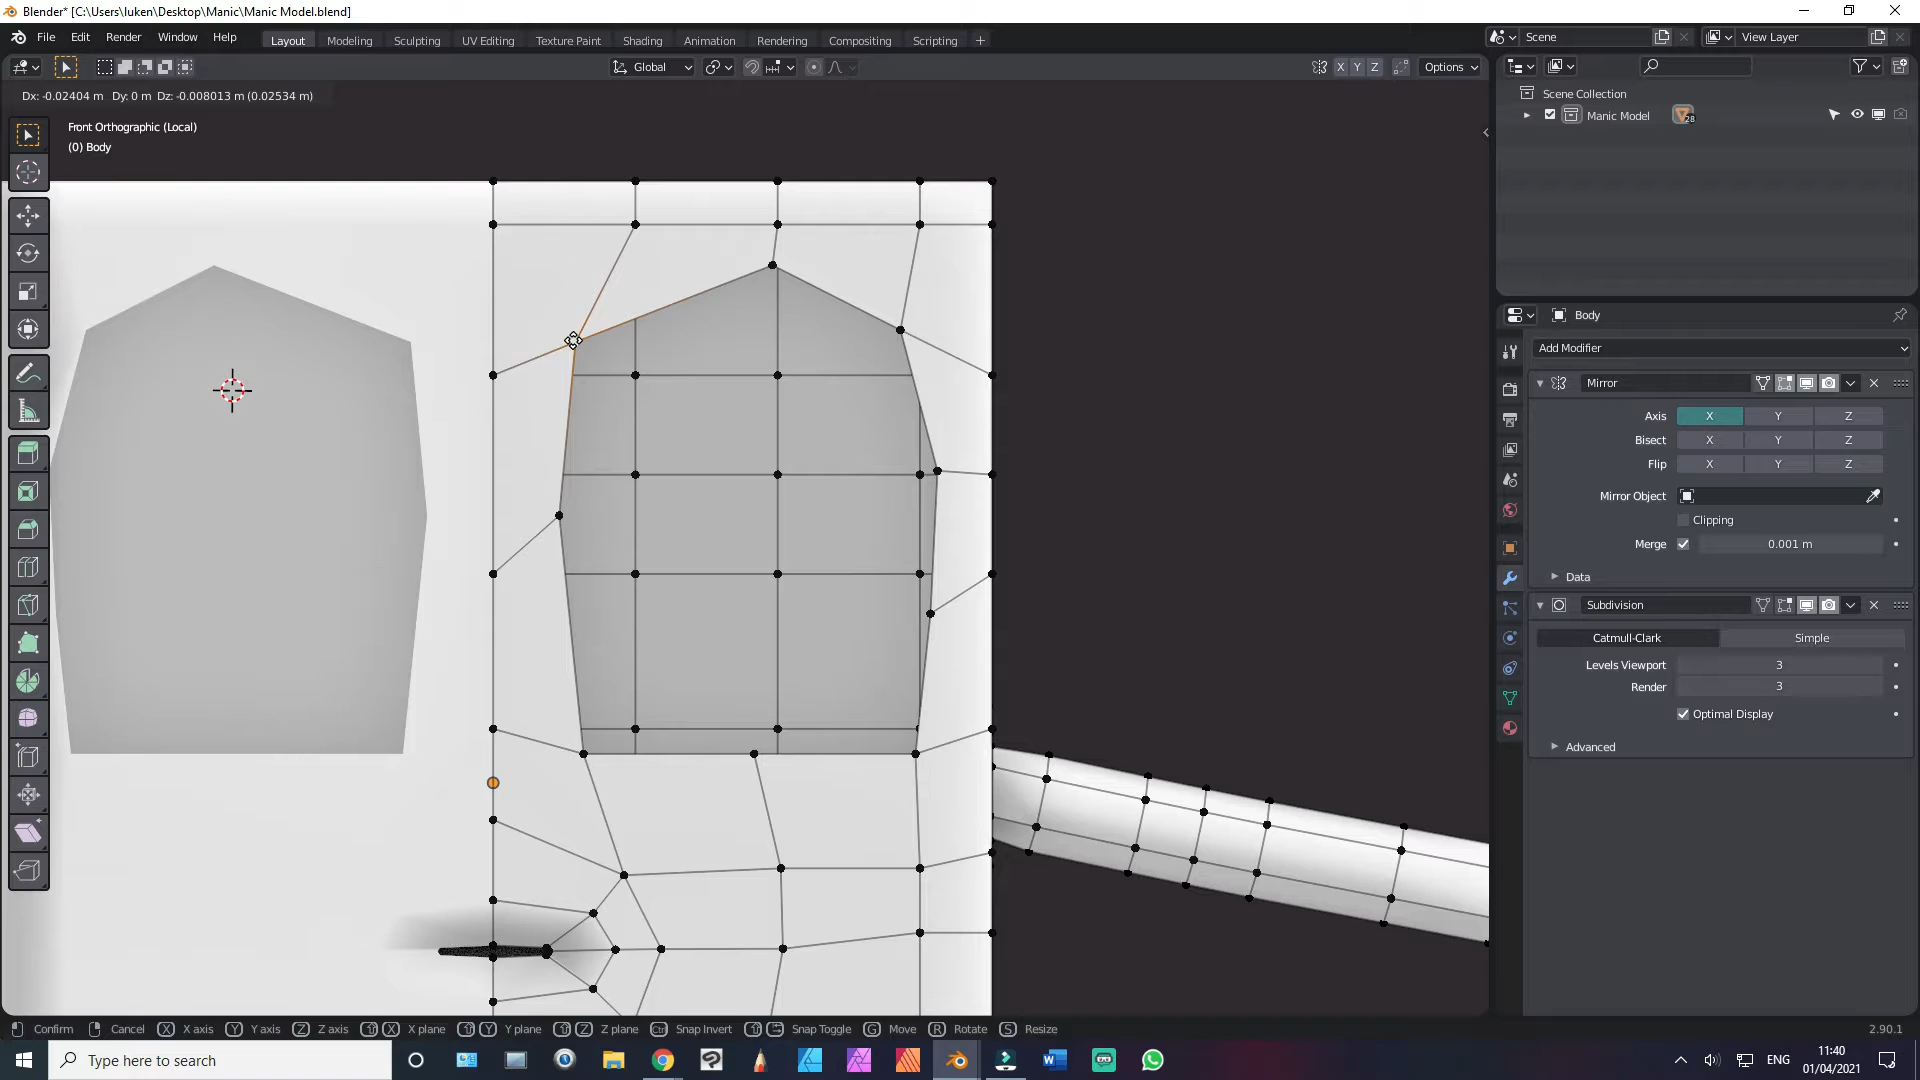 Blender* [C:\Users\luken\Desktop\Manic\Manic Model.blend]
File Edit Render Window Help
Layout Modeling Sculpting UV Editing Texture Paint Shading Animation Rendering Compositing Scripting +
Scene
View Layer
Global
X Y Z
Options
Dx: -0.02404 m Dy: 0 m Dz: -0.008013 m (0.02534 m)
Front Orthographic (Local)
(0) Body
Scene Collection
Manic Model
28
Body
Add Modifier
Mirror
Axis X Y Z
Bisect X Y Z
Flip X Y Z
Mirror Object
Clipping
Merge 0.001 m
Data
Subdivision
Catmull-Clark Simple
Levels Viewport 3
Render 3
Optimal Display
Advanced
Confirm Cancel X X axis Y Y axis Z Z axis X X plane Y Y plane Z Z plane Ctrl Snap Invert Snap Toggle G Move R Rotate S Resize
2.90.1
Type here to search
ENG
11:40
01/04/2021